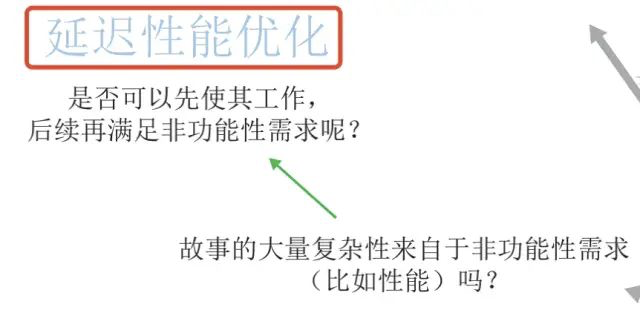 延迟性能优化
是否可以先使其工作，
后续再满足非功能性需求呢？
故事的大量复杂性来自于非功能性需求
（比如性能）吗？